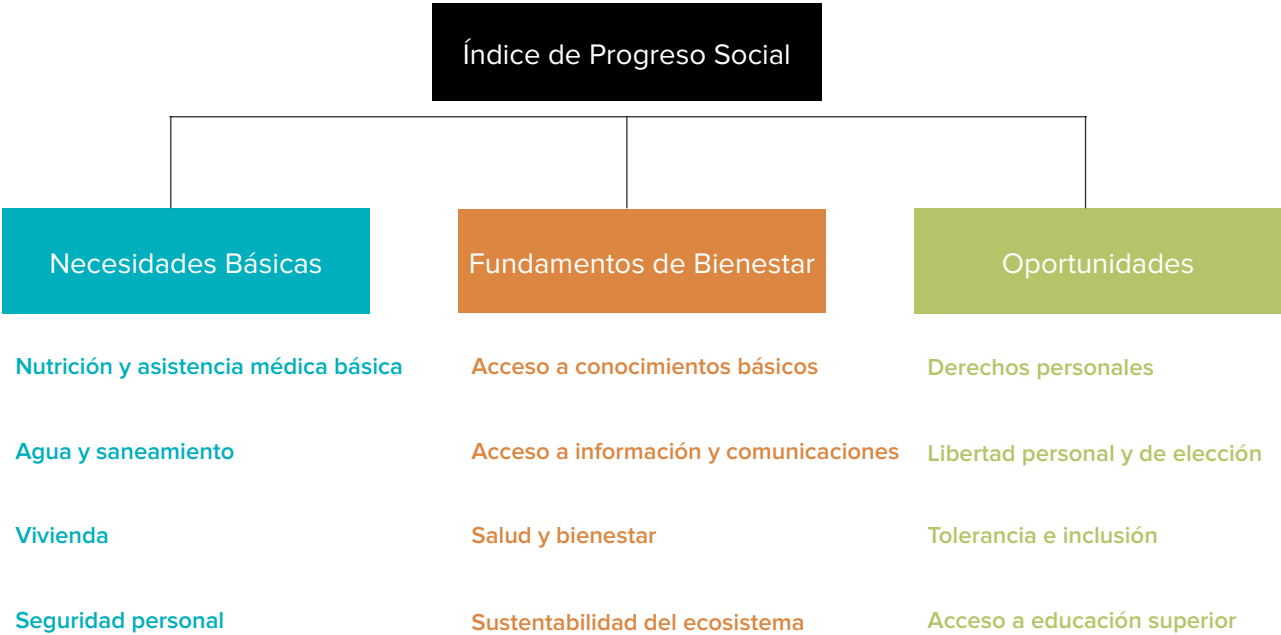 Índice de Progreso Social
Necesidades Básicas
Nutrición y asistencia médica básica
Agua y saneamiento
Vivienda
Seguridad personal
Fundamentos de Bienestar
Acceso a conocimientos básicos
Acceso a información y comunicaciones
Salud y bienestar
Sustentabilidad del ecosistema
Oportunidades
Derechos personales
Libertad personal y de elección
Tolerancia e inclusión
Acceso a educación superior